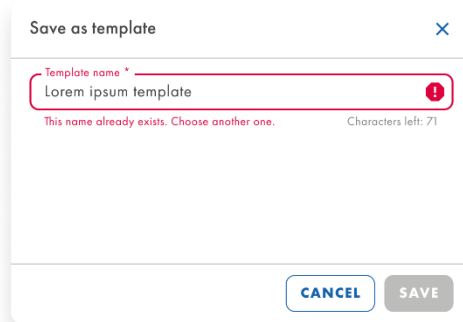 Save as template
Template name *
Lorem ipsum template
This name already exists. Choose another one. Characters left: 71
CANCEL SAVE